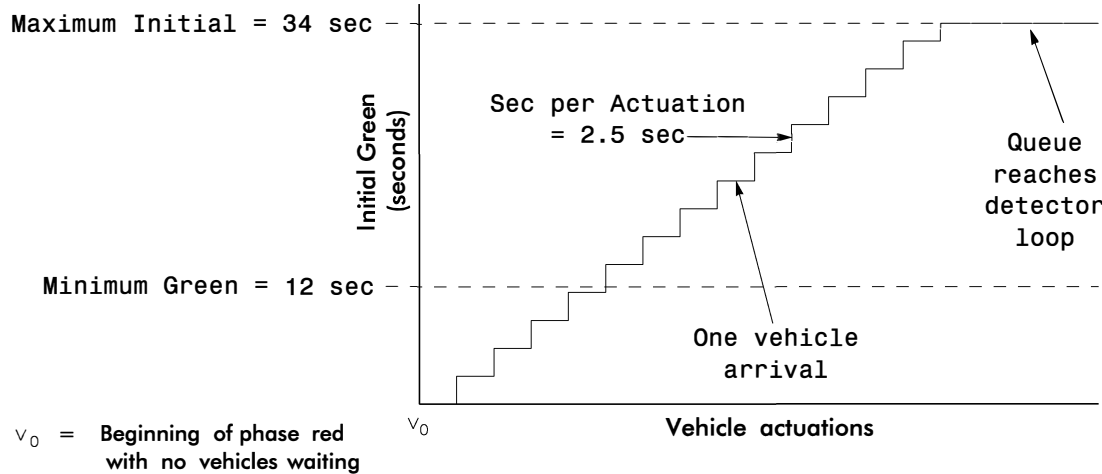 Maximum Initial = 34 sec
Initial Green
(seconds)
Sec per Actuation
= 2.5 sec
Queue
reaches
detector
loop
Minimum Green = 12 sec
One vehicle
arrival
v₀
Vehicle actuations
v₀ = Beginning of phase red
with no vehicles waiting